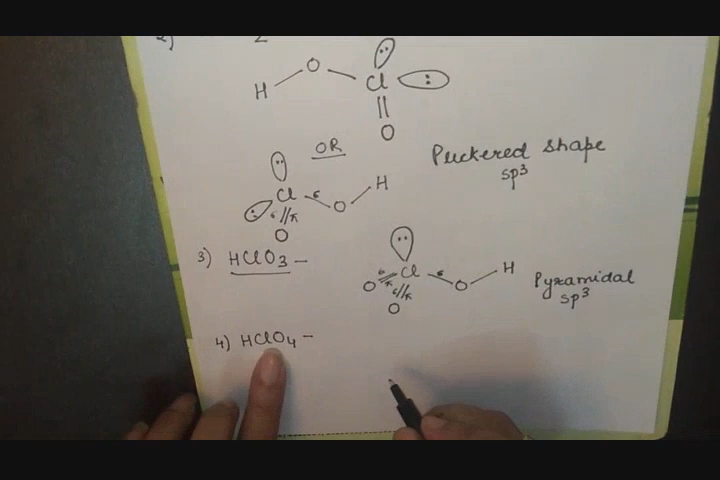 2)
O
H
Cl
O
OR
Puckered shape
sp3
Cl
σ
H
O
σ
π
O
3) HClO3 -
Cl
σ
H
O
σ
π
O
σ
π
O
Pyramidal
sp3
4) HClO4 -